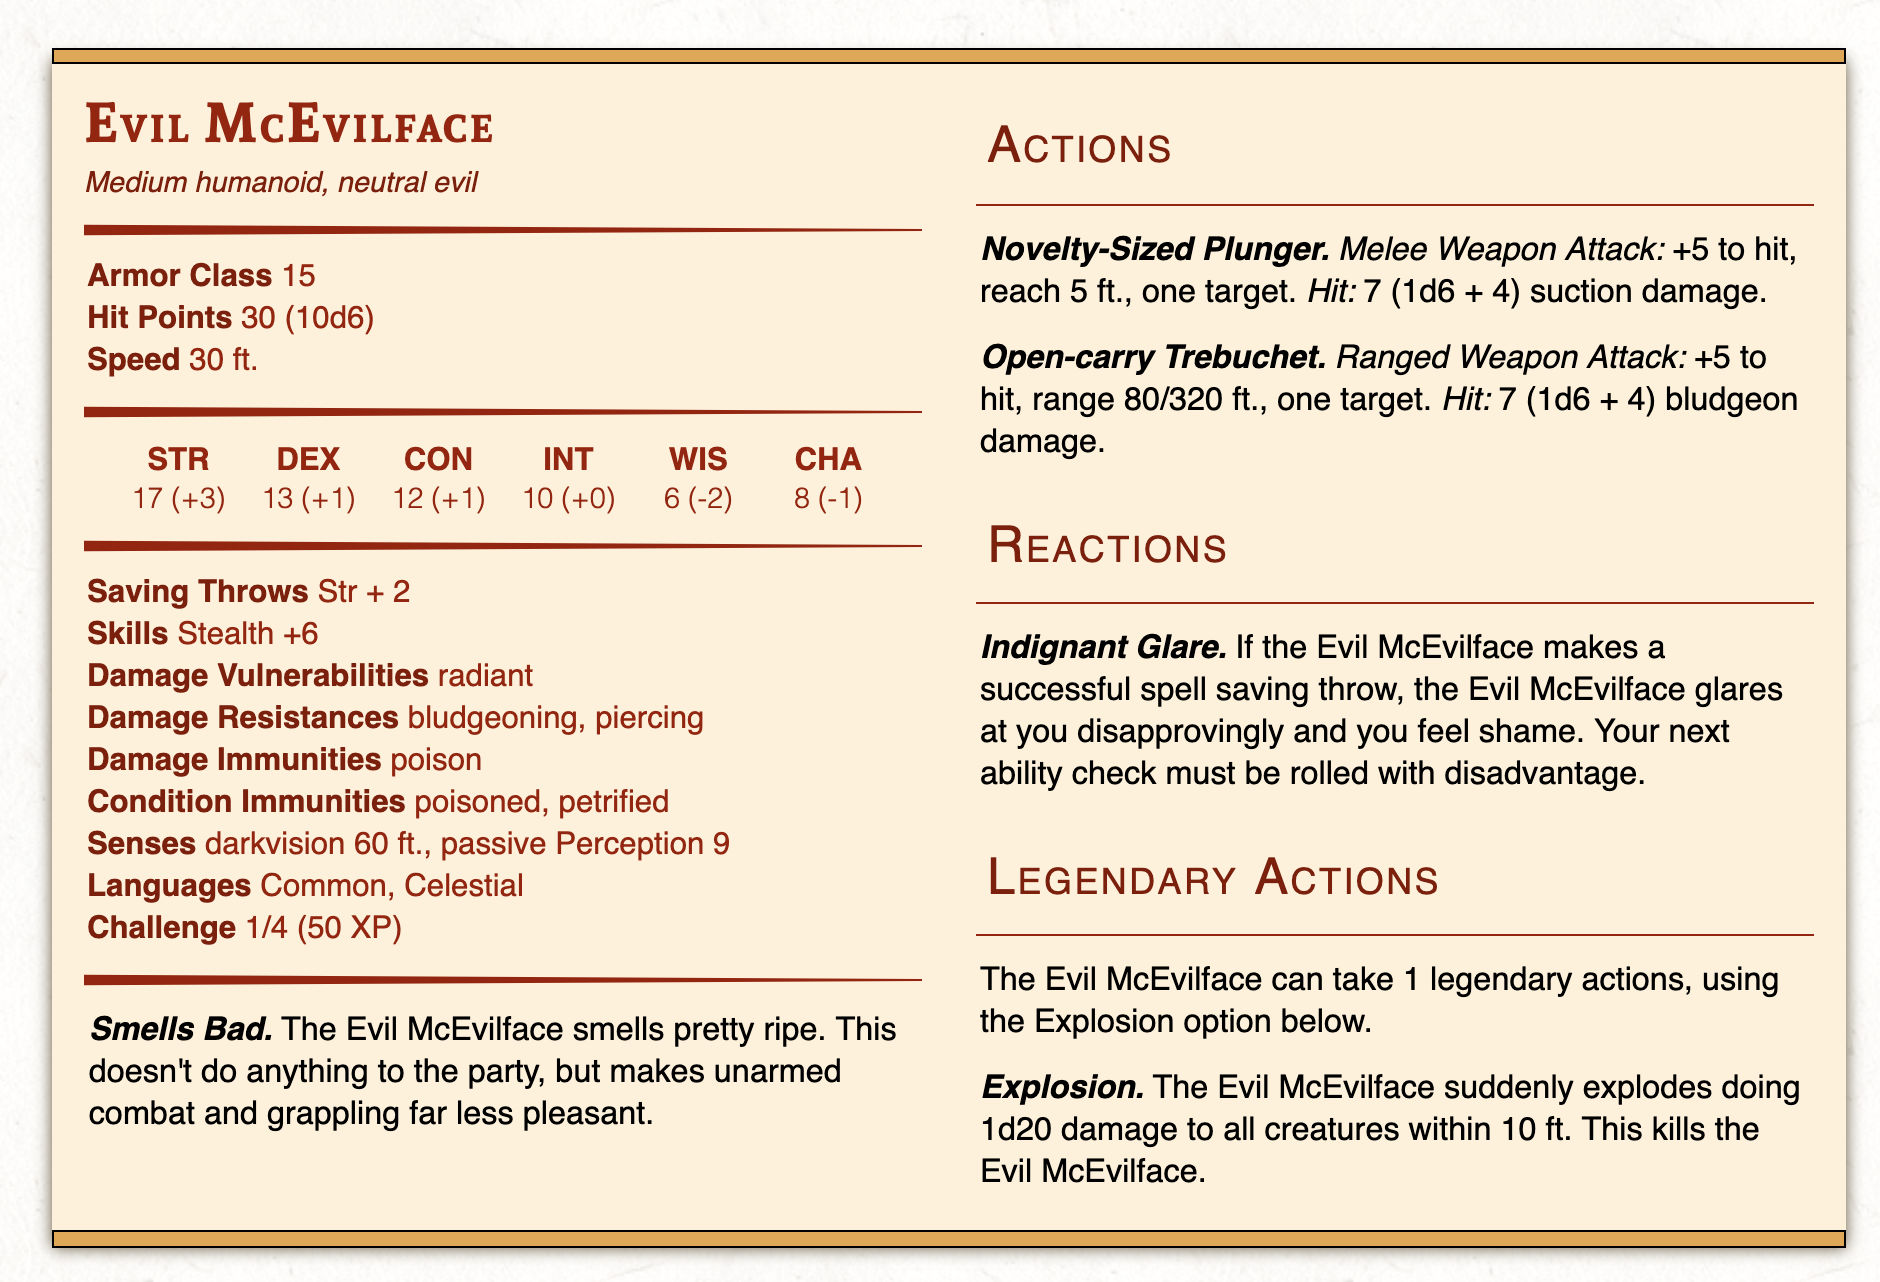 Evil McEvilface
Medium humanoid, neutral evil
Armor Class 15
Hit Points 30 (10d6)
Speed 30 ft.
STR DEX CON INT WIS CHA
17 (+3) 13 (+1) 12 (+1) 10 (+0) 6 (-2) 8 (-1)
Saving Throws Str + 2
Skills Stealth +6
Damage Vulnerabilities radiant
Damage Resistances bludgeoning, piercing
Damage Immunities poison
Condition Immunities poisoned, petrified
Senses darkvision 60 ft., passive Perception 9
Languages Common, Celestial
Challenge 1/4 (50 XP)
Smells Bad. The Evil McEvilface smells pretty ripe. This
doesn't do anything to the party, but makes unarmed
combat and grappling far less pleasant.
Actions
Novelty-Sized Plunger. Melee Weapon Attack: +5 to hit,
reach 5 ft., one target. Hit: 7 (1d6 + 4) suction damage.
Open-carry Trebuchet. Ranged Weapon Attack: +5 to
hit, range 80/320 ft., one target. Hit: 7 (1d6 + 4) bludgeon
damage.
Reactions
Indignant Glare. If the Evil McEvilface makes a
successful spell saving throw, the Evil McEvilface glares
at you disapprovingly and you feel shame. Your next
ability check must be rolled with disadvantage.
Legendary Actions
The Evil McEvilface can take 1 legendary actions, using
the Explosion option below.
Explosion. The Evil McEvilface suddenly explodes doing
1d20 damage to all creatures within 10 ft. This kills the
Evil McEvilface.